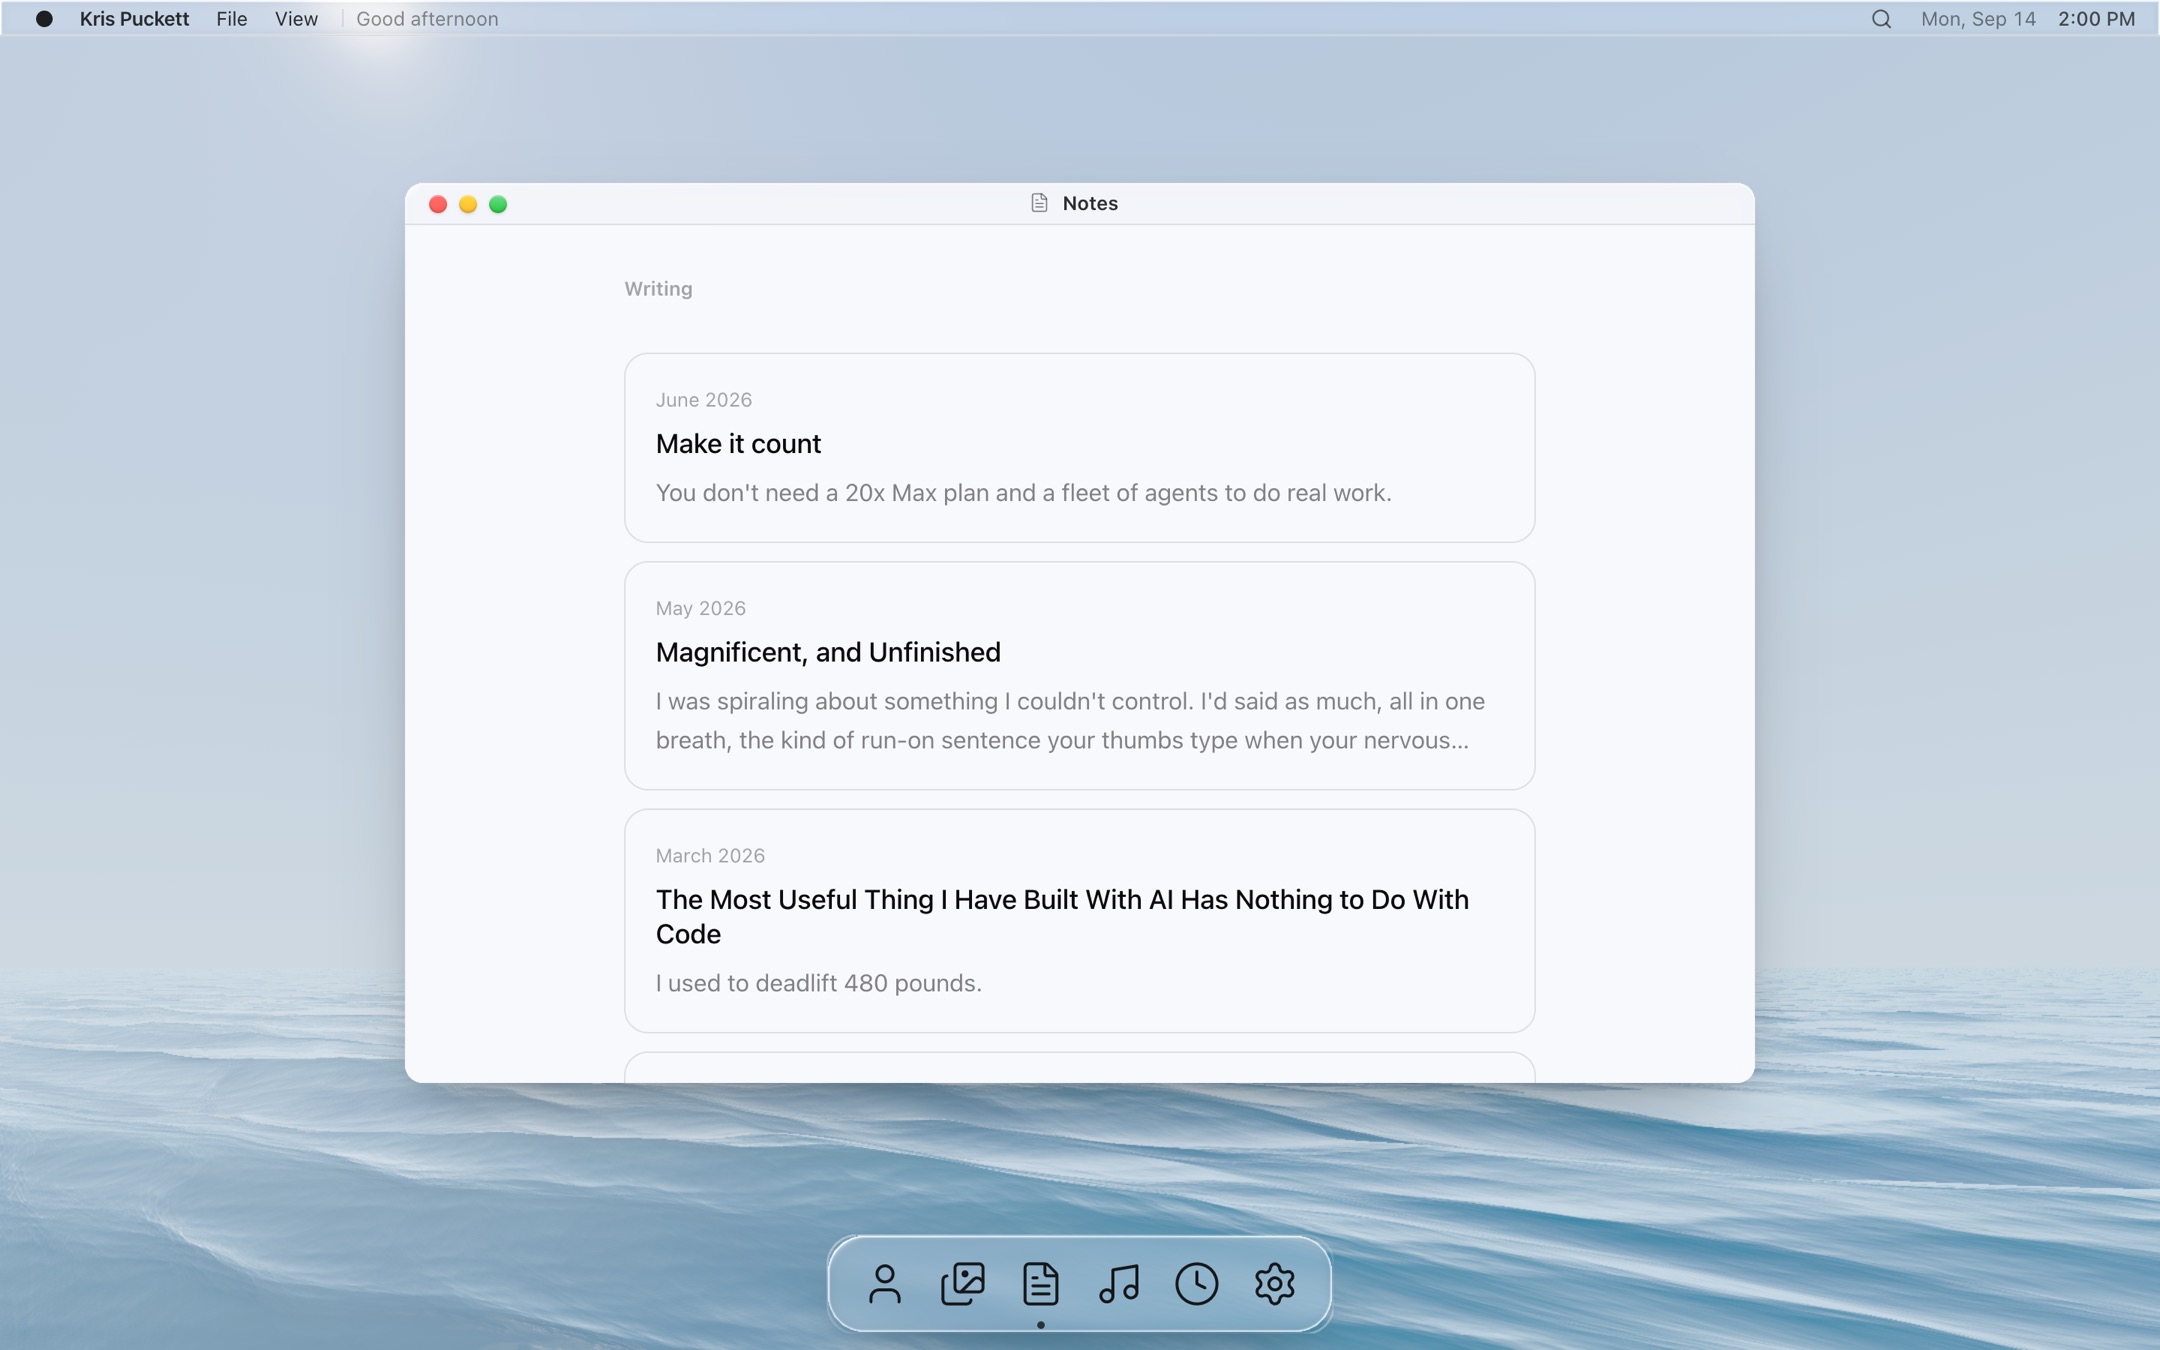 Kris Puckett File View Good afternoon Mon, Sep 14 2:00 PM
Notes
Writing
June 2026
Make it count
You don't need a 20x Max plan and a fleet of agents to do real work.
May 2026
Magnificent, and Unfinished
I was spiraling about something I couldn't control. I'd said as much, all in one
breath, the kind of run-on sentence your thumbs type when your nervous...
March 2026
The Most Useful Thing I Have Built With AI Has Nothing to Do With
Code
I used to deadlift 480 pounds.